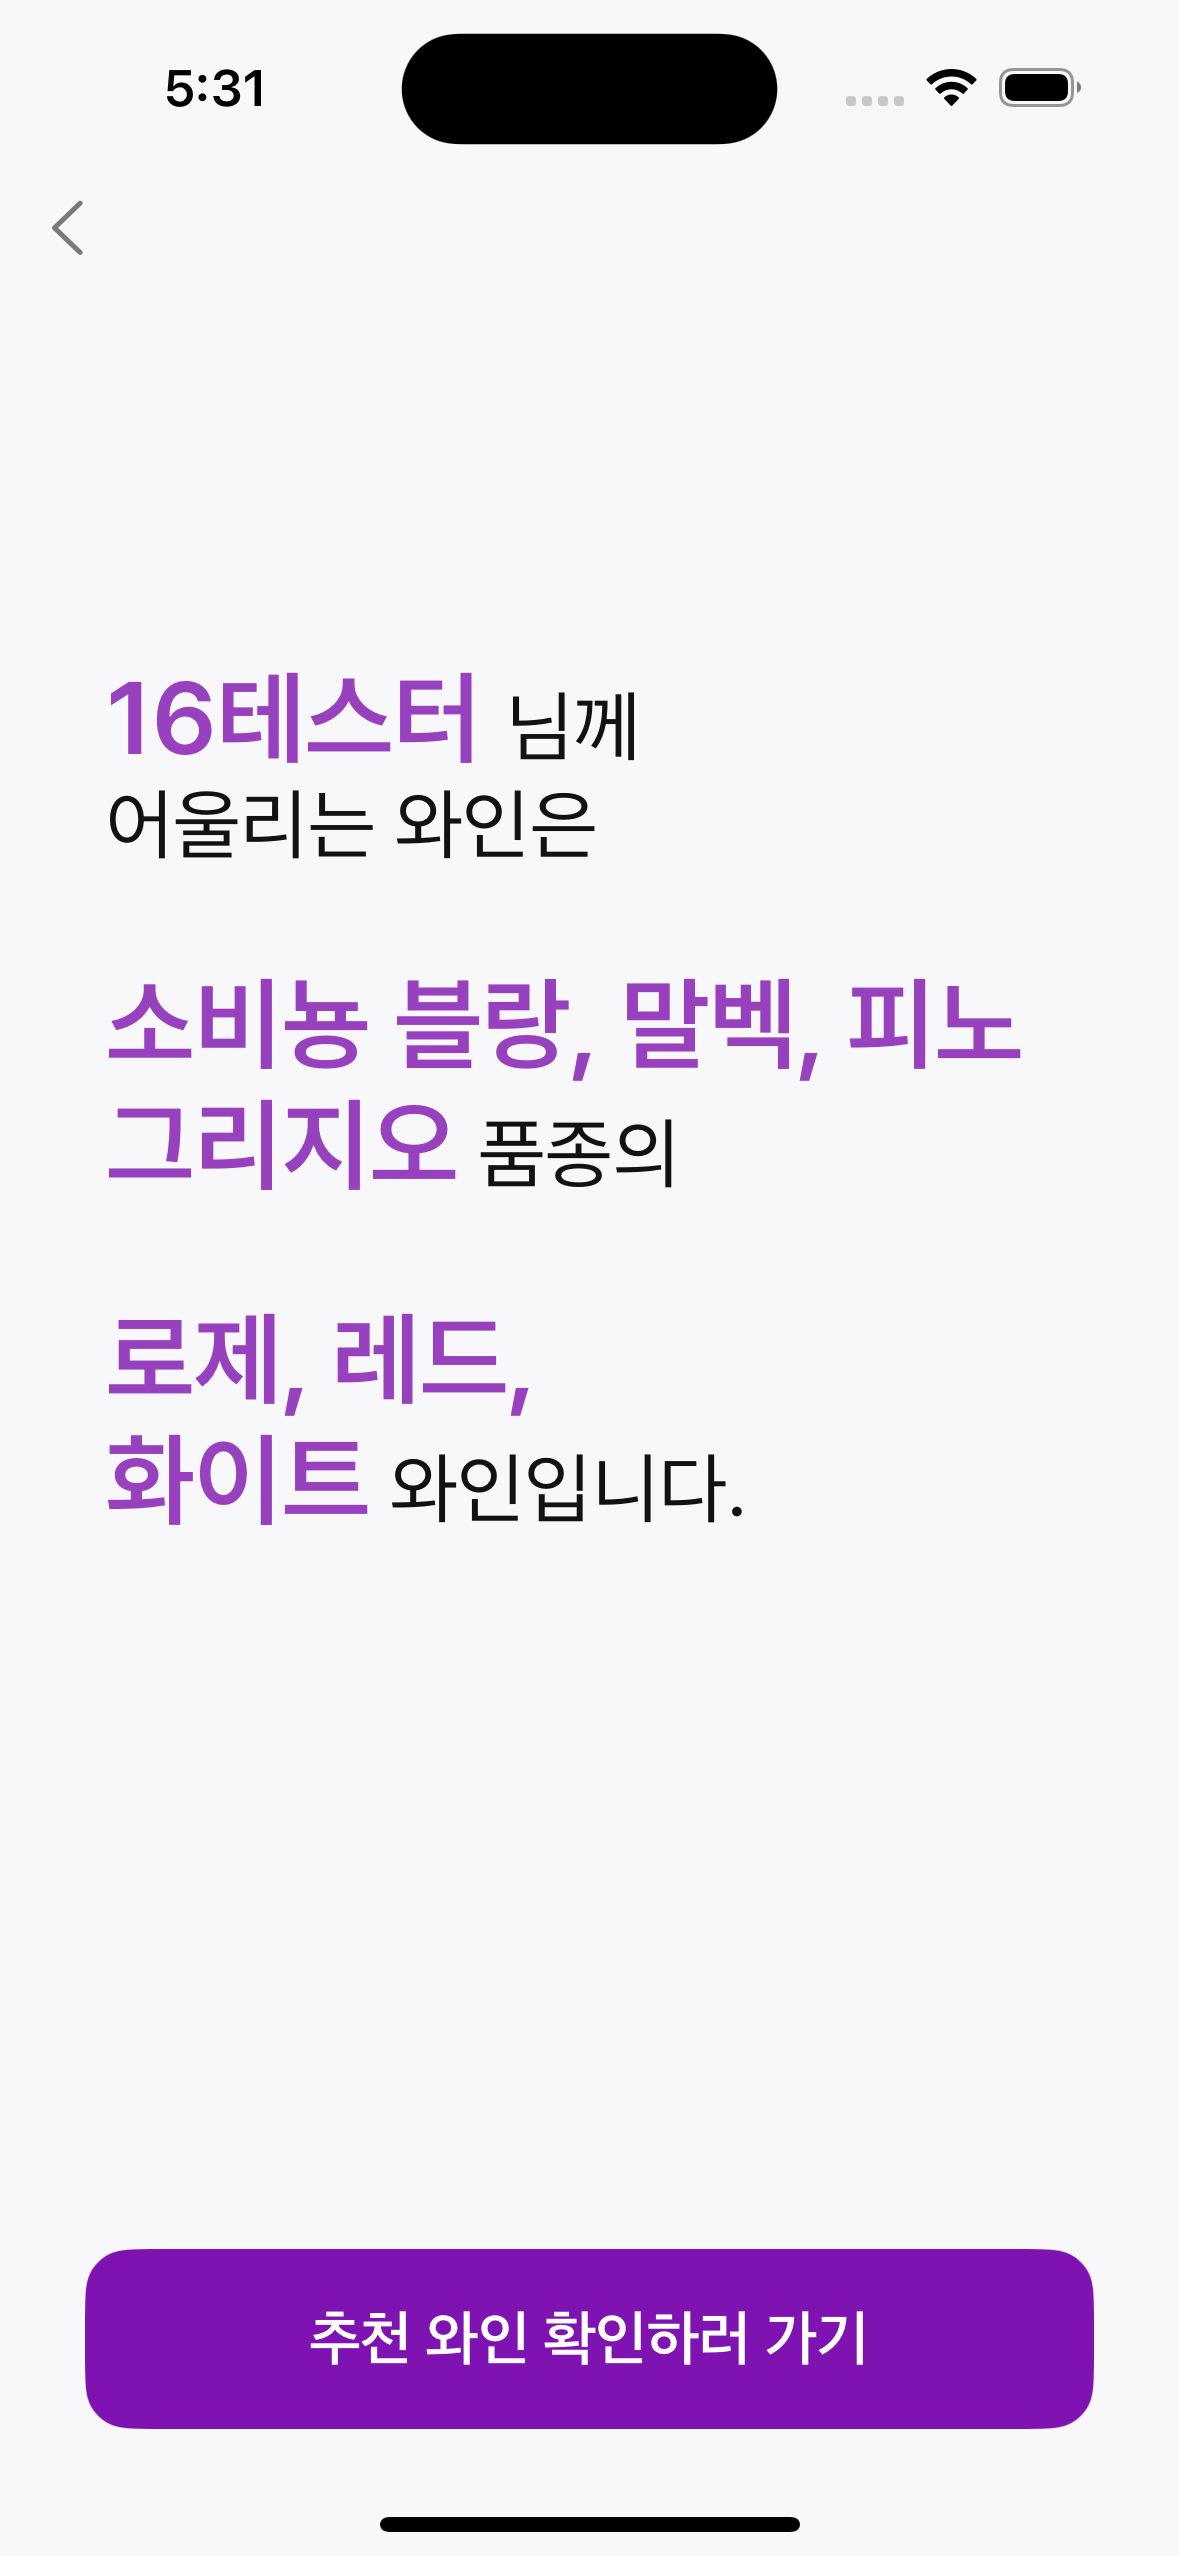 5:31
16테스터 님께
어울리는 와인은
소비뇽 블랑, 말벡, 피노
그리지오 품종의
로제, 레드,
화이트 와인입니다.
추천 와인 확인하러 가기